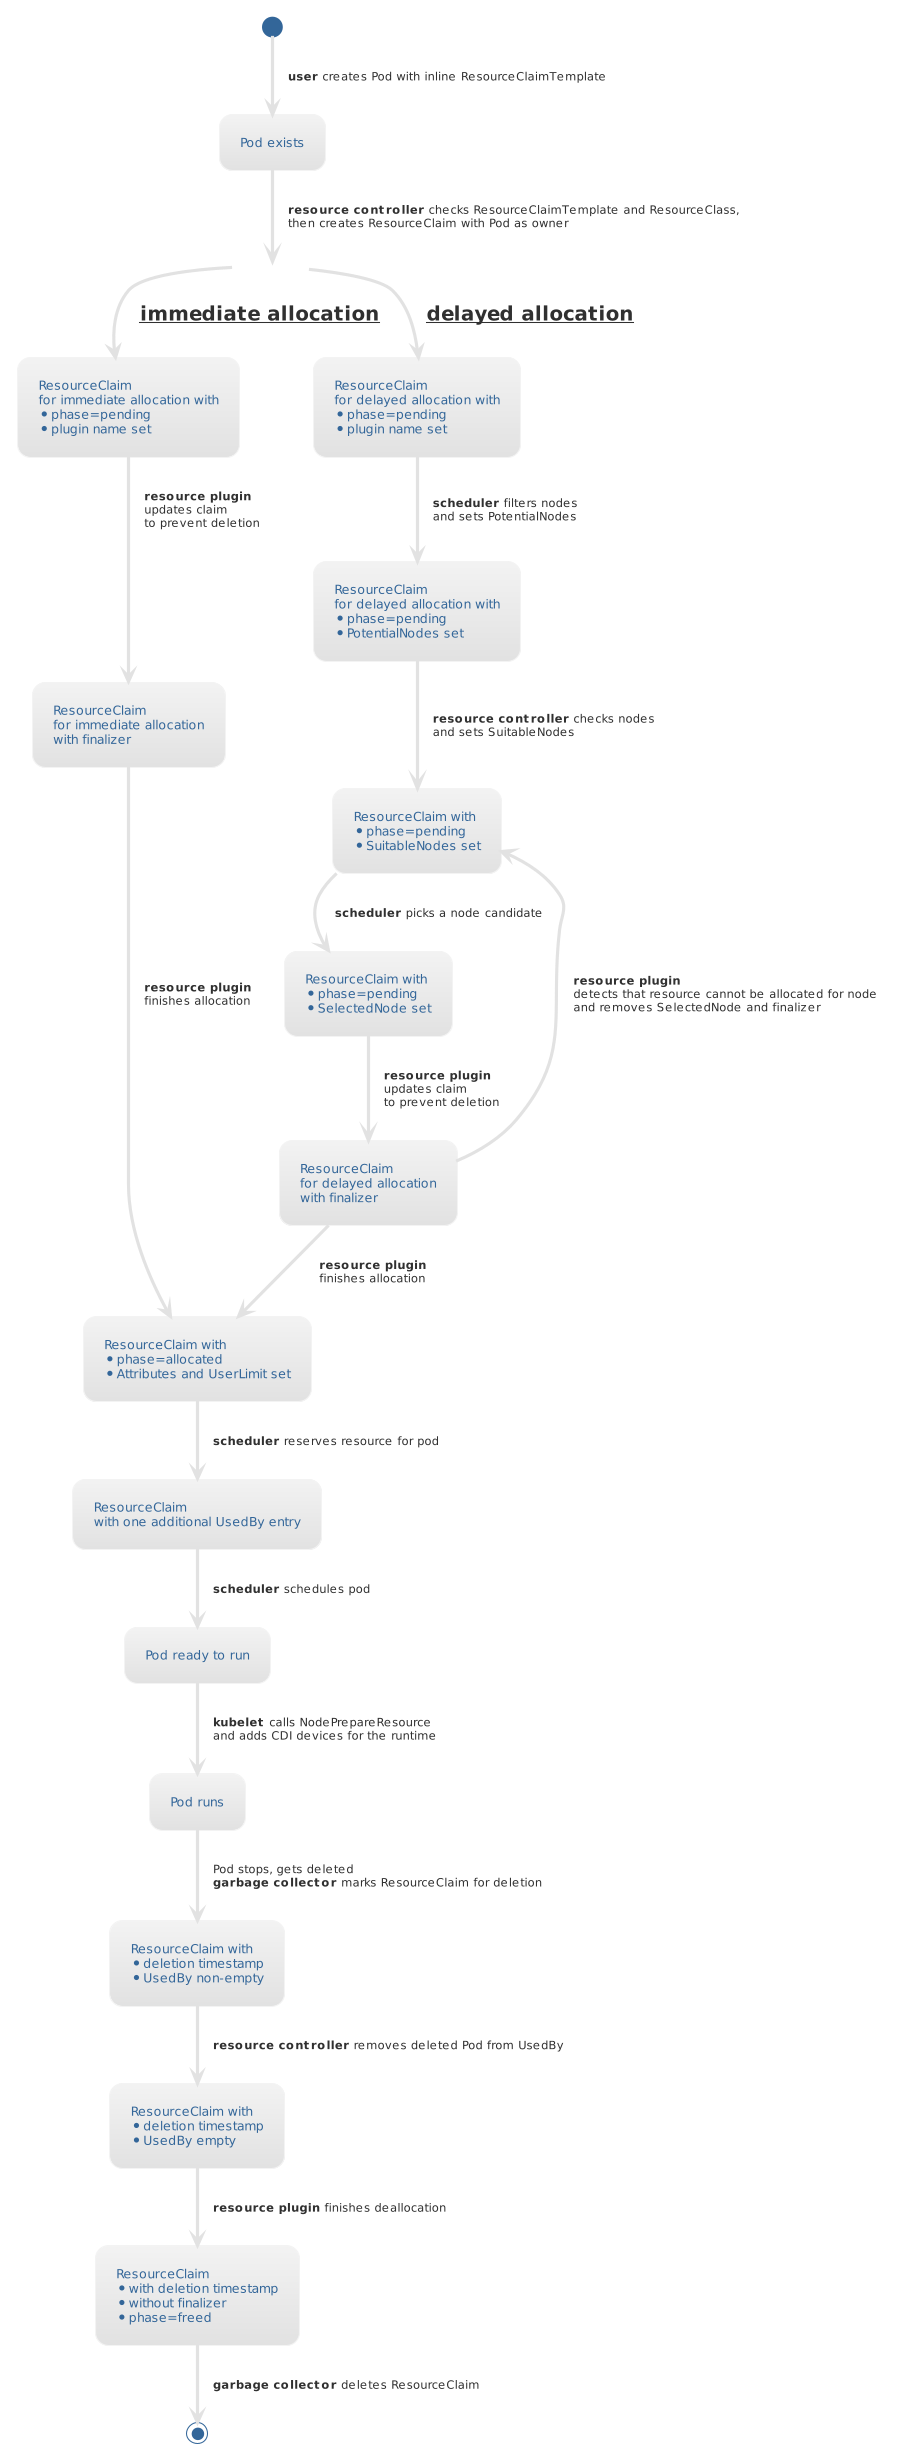 user creates Pod with inline ResourceClaimTemplate
Pod exists
resource controller checks ResourceClaimTemplate and ResourceClass,
then creates ResourceClaim with Pod as owner
immediate allocation
delayed allocation
ResourceClaim
for immediate allocation with
• phase=pending
• plugin name set
ResourceClaim
for delayed allocation with
• phase=pending
• plugin name set
resource plugin
updates claim
to prevent deletion
scheduler filters nodes
and sets PotentialNodes
ResourceClaim
for delayed allocation with
• phase=pending
• PotentialNodes set
ResourceClaim
for immediate allocation
with finalizer
resource controller checks nodes
and sets SuitableNodes
ResourceClaim with
• phase=pending
• SuitableNodes set
scheduler picks a node candidate
ResourceClaim with
• phase=pending
• SelectedNode set
resource plugin
finishes allocation
resource plugin
detects that resource cannot be allocated for node
and removes SelectedNode and finalizer
resource plugin
updates claim
to prevent deletion
ResourceClaim
for delayed allocation
with finalizer
resource plugin
finishes allocation
ResourceClaim with
• phase=allocated
• Attributes and UserLimit set
scheduler reserves resource for pod
ResourceClaim
with one additional UsedBy entry
scheduler schedules pod
Pod ready to run
kubelet calls NodePrepareResource
and adds CDI devices for the runtime
Pod runs
Pod stops, gets deleted
garbage collector marks ResourceClaim for deletion
ResourceClaim with
• deletion timestamp
• UsedBy non-empty
resource controller removes deleted Pod from UsedBy
ResourceClaim with
• deletion timestamp
• UsedBy empty
resource plugin finishes deallocation
ResourceClaim
• with deletion timestamp
• without finalizer
• phase=freed
garbage collector deletes ResourceClaim